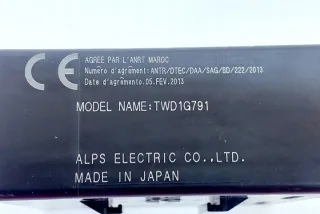 CE
AGREE PAR L'ANRT MAROC
Numéro d'agrément: ANTR/DTEC/DAA/SAG/BD/222/2013
Date d'agrémento.05.FEV.2013
MODEL NAME:TWD1G791
ALPS ELECTRIC CO.,LTD.
MADE IN JAPAN